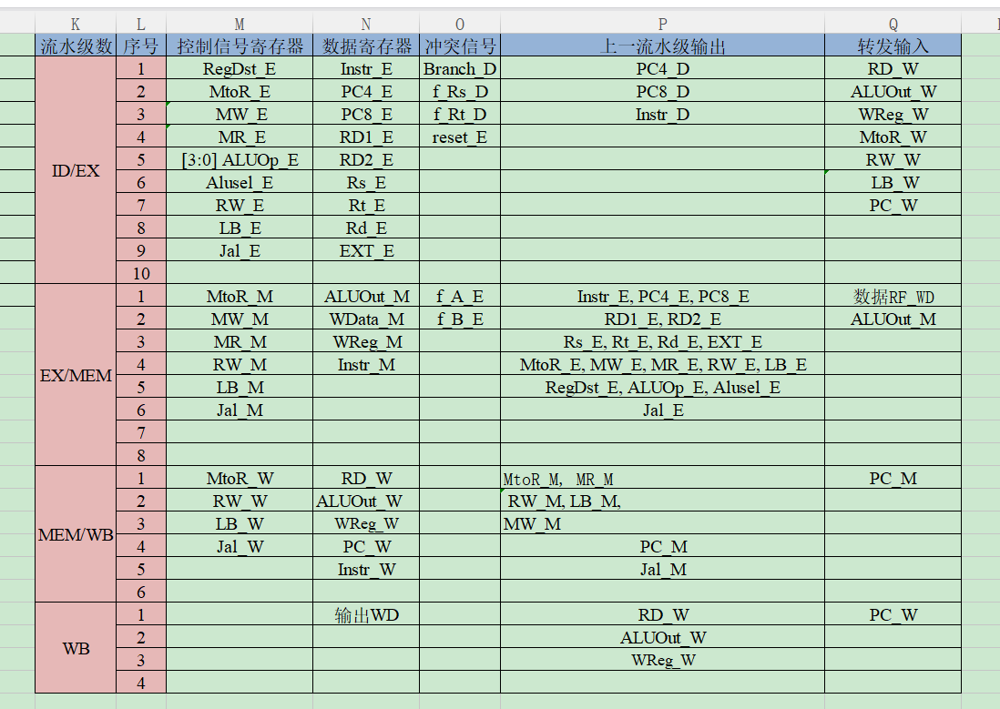 K L M N O P Q
流水级数 序号 控制信号寄存器 数据寄存器 冲突信号 上一流水级输出 转发输入
ID/EX
1 RegDst_E Instr_E Branch_D PC4_D RD_W
2 MtoR_E PC4_E f_Rs_D PC8_D ALUOut_W
3 MW_E PC8_E f_Rt_D Instr_D WReg_W
4 MR_E RD1_E reset_E MtoR_W
5 [3:0] ALUOp_E RD2_E RW_W
6 Alusel_E Rs_E LB_W
7 RW_E Rt_E PC_W
8 LB_E Rd_E
9 Jal_E EXT_E
10
EX/MEM
1 MtoR_M ALUOut_M f_A_E Instr_E, PC4_E, PC8_E 数据RF_WD
2 MW_M WData_M f_B_E RD1_E, RD2_E ALUOut_M
3 MR_M WReg_M Rs_E, Rt_E, Rd_E, EXT_E
4 RW_M Instr_M MtoR_E, MW_E, MR_E, RW_E, LB_E
5 LB_M RegDst_E, ALUOp_E, Alusel_E
6 Jal_M Jal_E
7
8
MEM/WB
1 MtoR_W RD_W MtoR_M, MR_M PC_M
2 RW_W ALUOut_W RW_M, LB_M,
3 LB_W WReg_W MW_M
4 Jal_W PC_W PC_M
5 Instr_W Jal_M
6
WB
1 输出WD RD_W PC_W
2 ALUOut_W
3 WReg_W
4